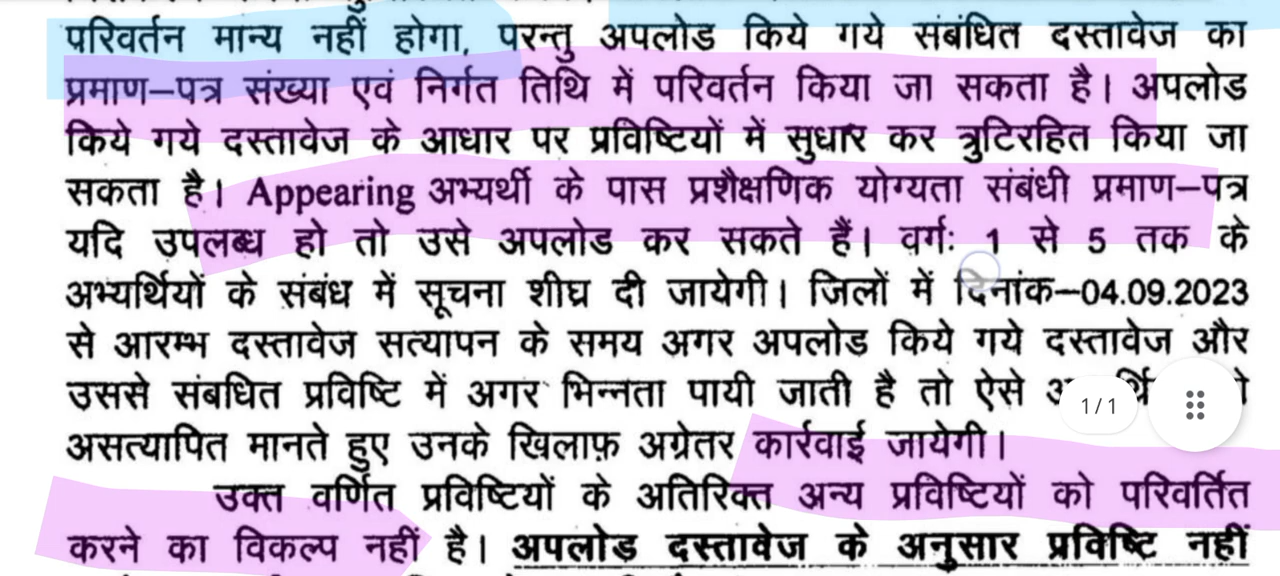 परिवर्तन मान्य नहीं होगा, परन्तु अपलोड किये गये संबंधित दस्तावेज का
प्रमाण–पत्र संख्या एवं निर्गत तिथि में परिवर्तन किया जा सकता है। अपलोड
किये गये दस्तावेज के आधार पर प्रविष्टियों में सुधार कर त्रुटिरहित किया जा
सकता है। Appearing अभ्यर्थी के पास प्रशैक्षणिक योग्यता संबंधी प्रमाण–पत्र
यदि उपलब्ध हो तो उसे अपलोड कर सकते हैं। वर्गः 1 से 5 तक के
अभ्यर्थियों के संबंध में सूचना शीघ्र दी जायेगी। जिलों में दिनांक–04.09.2023
से आरम्भ दस्तावेज सत्यापन के समय अगर अपलोड किये गये दस्तावेज और
उससे संबधित प्रविष्टि में अगर भिन्नता पायी जाती है तो ऐसे
1/1
असत्यापित मानते हुए उनके खिलाफ़ अग्रेतर कार्रवाई जायेगी।
उक्त वर्णित प्रविष्टियों के अतिरिक्त अन्य प्रविष्टियों को परिवर्तित
करने का विकल्प नहीं है। अपलोड दस्तावेज के अनुसार प्रविष्टि नहीं